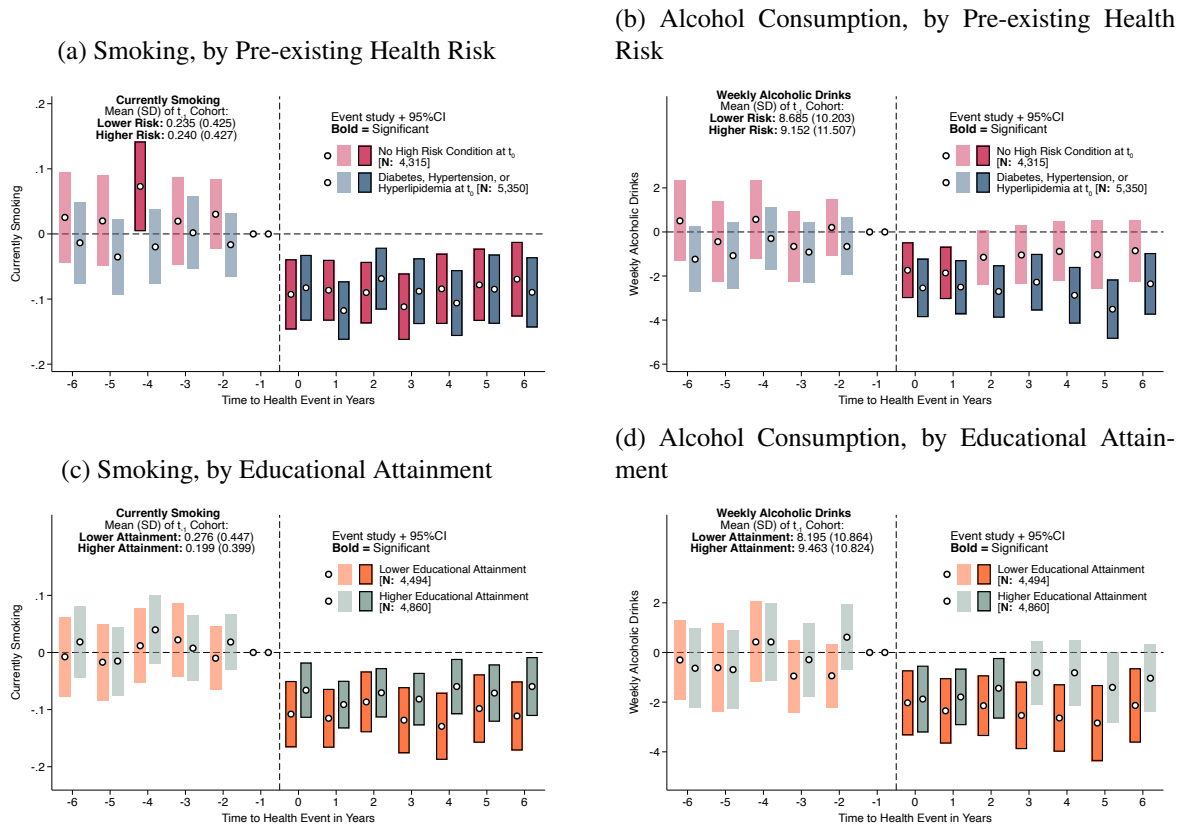 (a) Smoking, by Pre-existing Health Risk
.2
.1
0
-.1
.2
Currently Smoking
Currently Smoking
Mean (SD) of t-1 Cohort:
Lower Risk: 0.235 (0.425)
Higher Risk: 0.240 (0.427)
Event study + 95%CI
Bold = Significant
No High Risk Condition at t0
[N: 4,315]
Diabetes, Hypertension, or
Hyperlipidemia at t0 [N: 5,350]
-6 -5 -4 -3 -2 -1 0 1 2 3 4 5 6
Time to Health Event in Years
(b) Alcohol Consumption, by Pre-existing Health
Risk
2
0
-2
-4
-6
Weekly Alcoholic Drinks
Weekly Alcoholic Drinks
Mean (SD) of t-1 Cohort:
Lower Risk: 8.685 (10.203)
Higher Risk: 9.152 (11.507)
Event study + 95%CI
Bold = Significant
No High Risk Condition at t0
[N: 4,315]
Diabetes, Hypertension, or
Hyperlipidemia at t0 [N: 5,350]
-6 -5 -4 -3 -2 -1 0 1 2 3 4 5 6
Time to Health Event in Years
(c) Smoking, by Educational Attainment
.1
0
-.1
-.2
Currently Smoking
Currently Smoking
Mean (SD) of t-1 Cohort:
Lower Attainment: 0.276 (0.447)
Higher Attainment: 0.199 (0.399)
Event study + 95%CI
Bold = Significant
Lower Educational Attainment
[N: 4,494]
Higher Educational Attainment
[N: 4,860]
-6 -5 -4 -3 -2 -1 0 1 2 3 4 5 6
Time to Health Event in Years
(d) Alcohol Consumption, by Educational Attain-
ment
2
0
-2
-4
Weekly Alcoholic Drinks
Weekly Alcoholic Drinks
Mean (SD) of t-1 Cohort:
Lower Attainment: 8.195 (10.864)
Higher Attainment: 9.463 (10.824)
Event study + 95%CI
Bold = Significant
Lower Educational Attainment
[N: 4,494]
Higher Educational Attainment
[N: 4,860]
-6 -5 -4 -3 -2 -1 0 1 2 3 4 5 6
Time to Health Event in Years